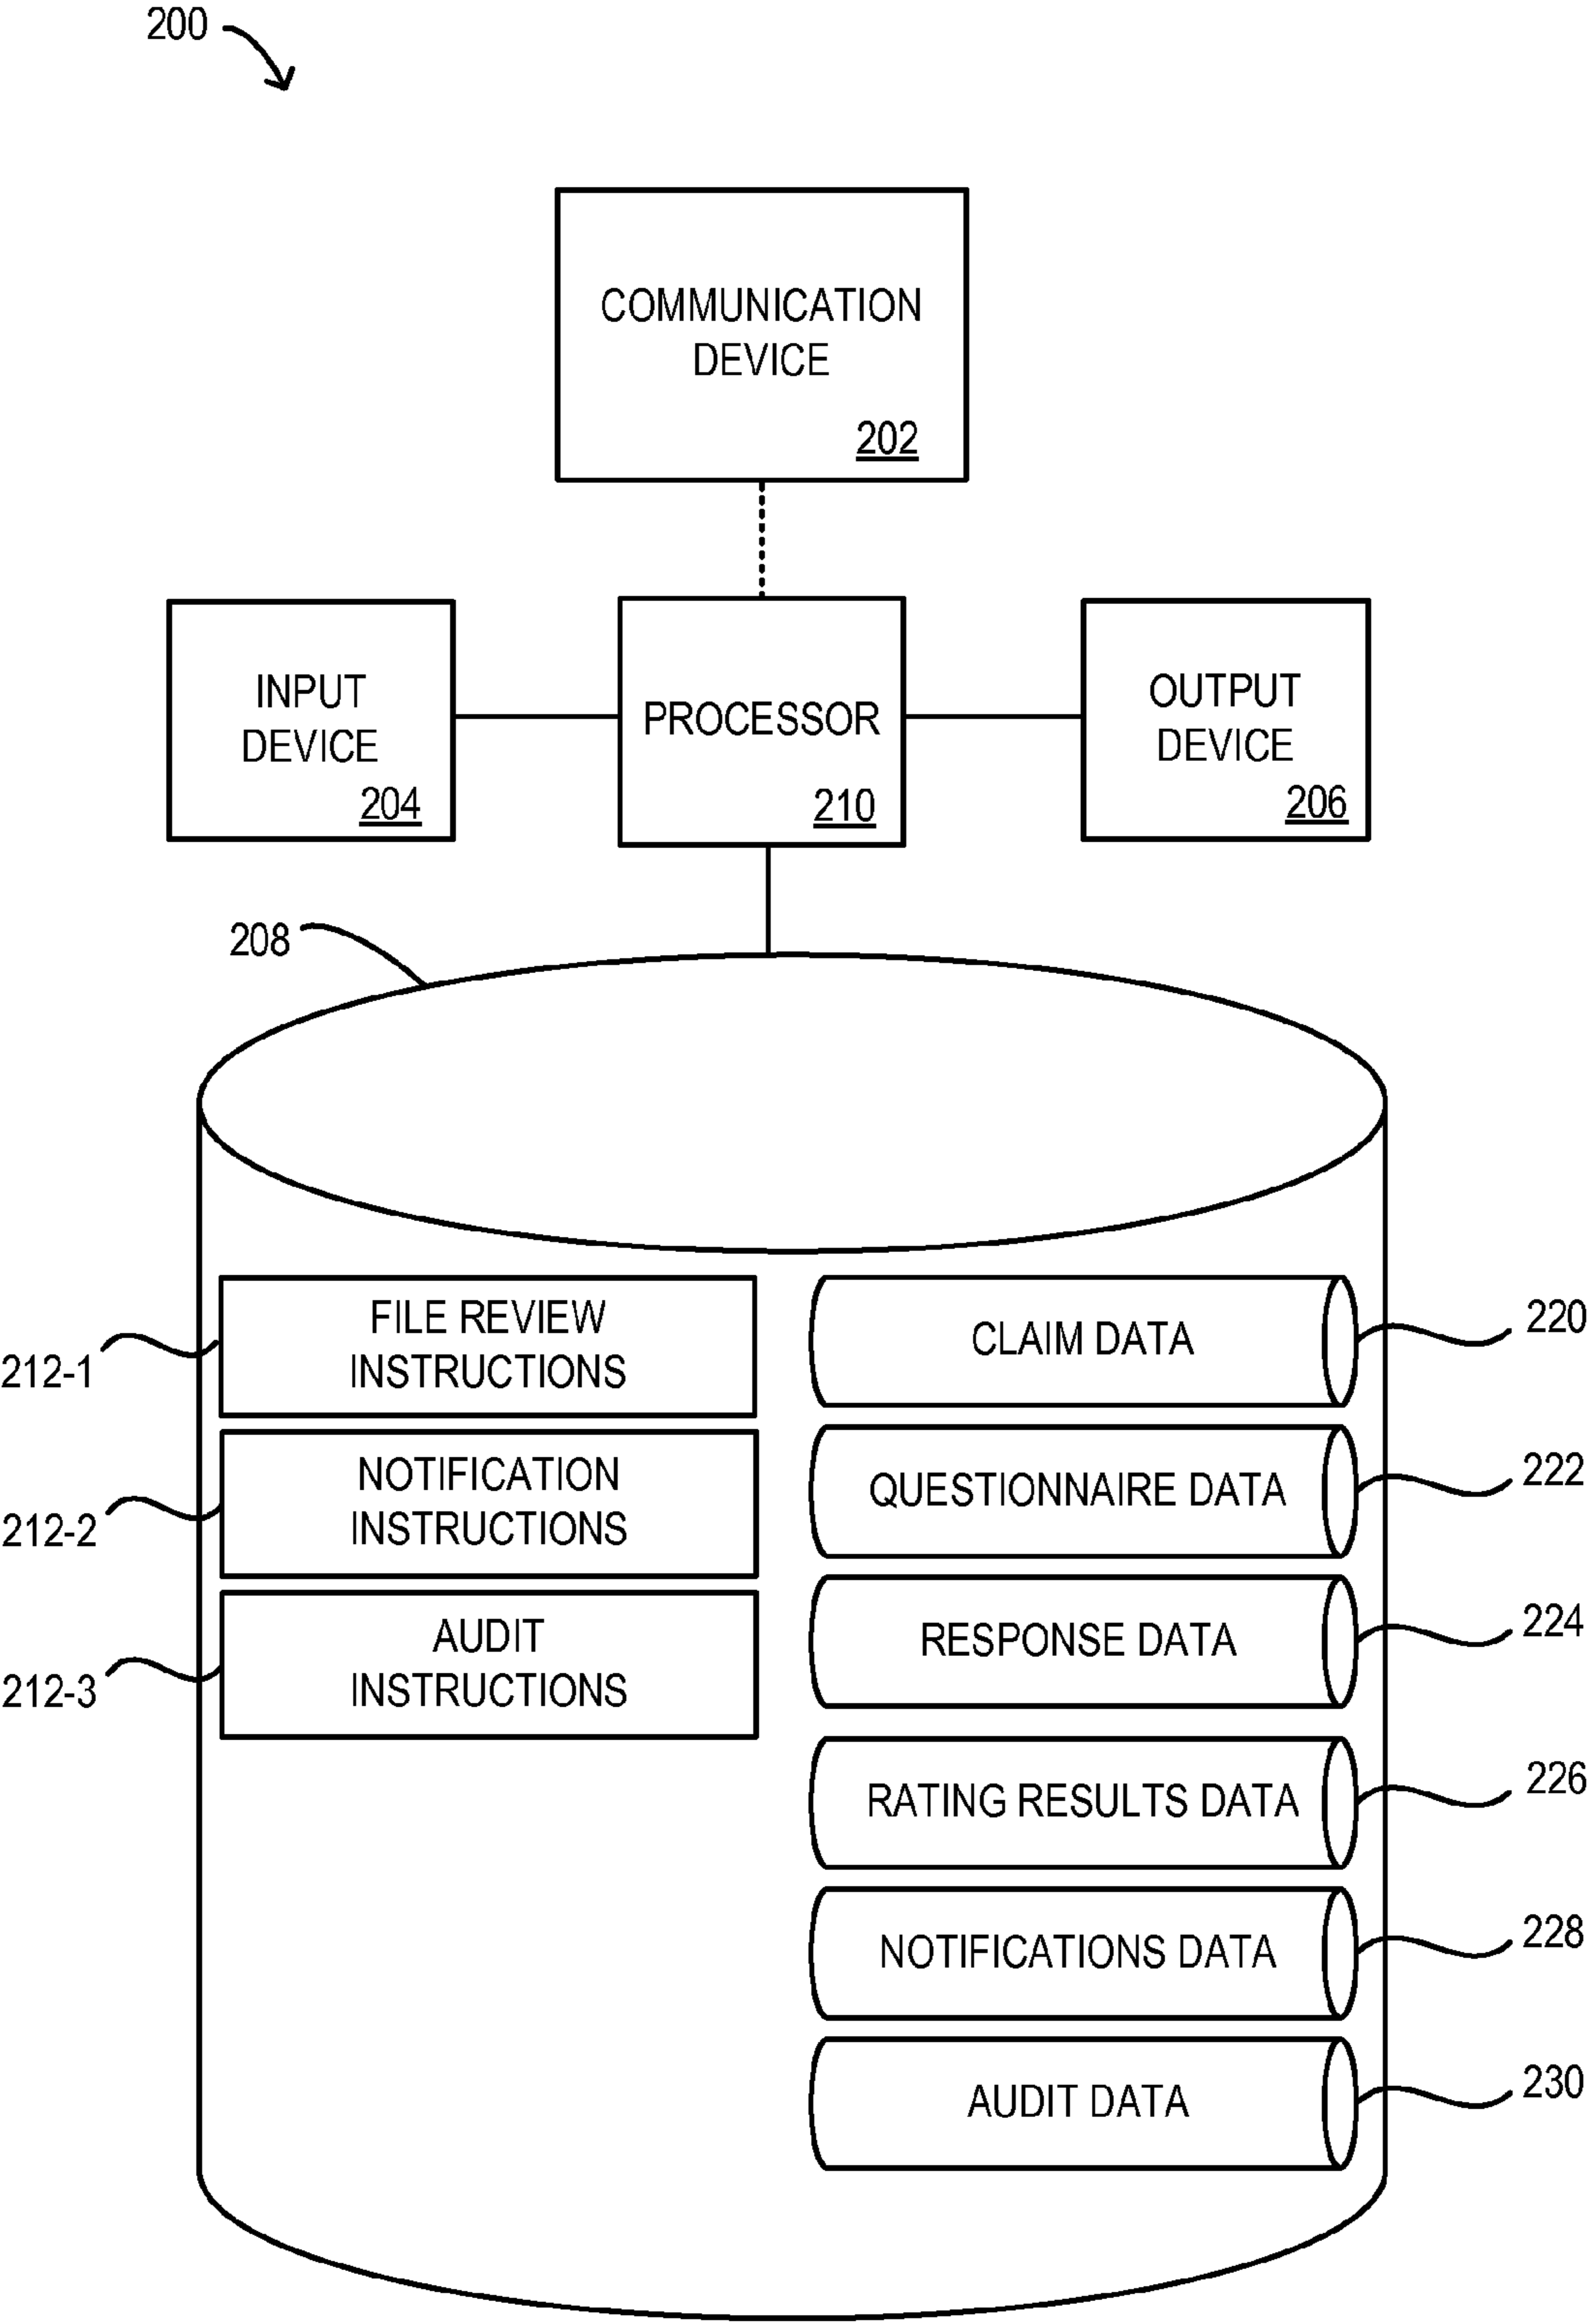 200
COMMUNICATION
DEVICE
202
INPUT
DEVICE
204
PROCESSOR
210
OUTPUT
DEVICE
206
208
FILE REVIEW
INSTRUCTIONS
212-1
NOTIFICATION
INSTRUCTIONS
212-2
AUDIT
INSTRUCTIONS
212-3
CLAIM DATA
220
QUESTIONNAIRE DATA
222
RESPONSE DATA
224
RATING RESULTS DATA
226
NOTIFICATIONS DATA
228
AUDIT DATA
230